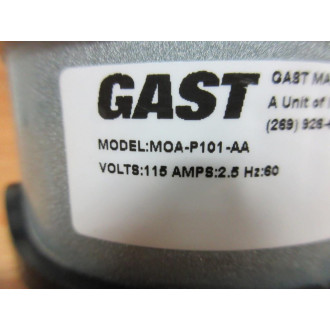 GAST
GAST MA
A Unit of
(269) 926-
MODEL:MOA-P101-AA
VOLTS:115 AMPS:2.5 Hz:60